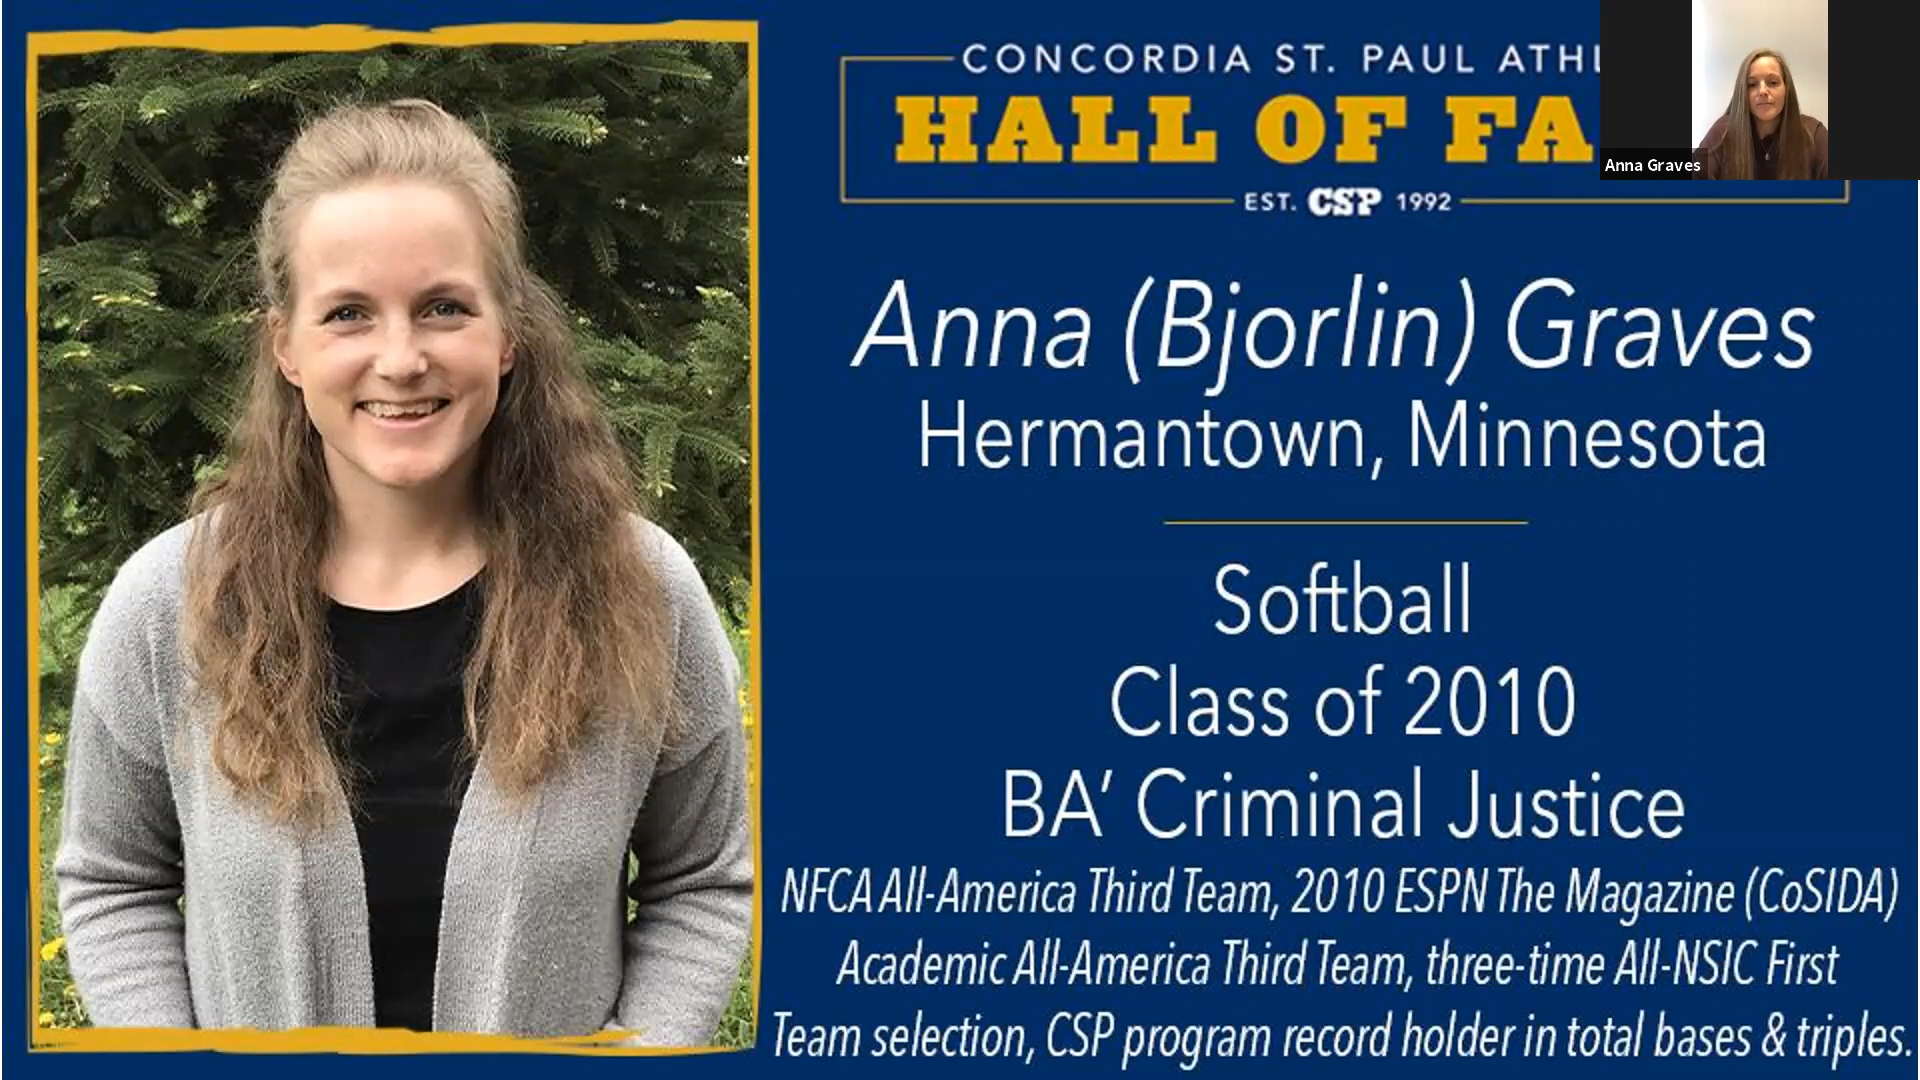 CONCORDIA ST. PAUL ATHL
HALL OF FA
Anna Graves
EST. CSP 1992
Anna (Bjorlin) Graves
Hermantown, Minnesota
Softball
Class of 2010
BA’ Criminal Justice
NFCA All-America Third Team, 2010 ESPN The Magazine (CoSIDA)
Academic All-America Third Team, three-time All-NSIC First
Team selection, CSP program record holder in total bases & triples.